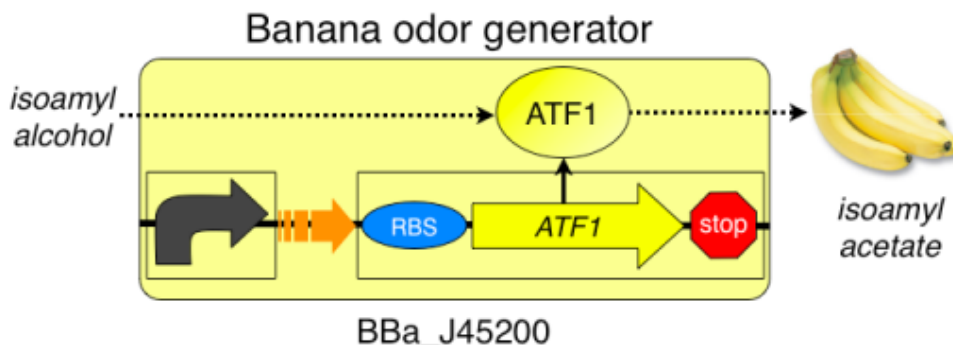 Banana odor generator
isoamyl
alcohol
ATF1
RBS
ATF1
stop
isoamyl
acetate
BBa_J45200